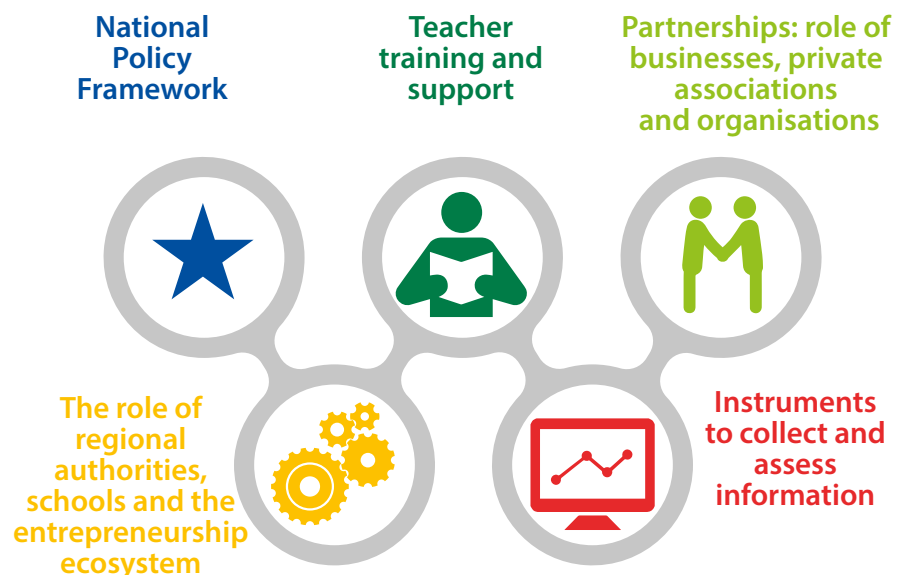 National
Policy
Framework
Teacher
training and
support
Partnerships: role of
businesses, private
associations
and organisations
The role of
regional
authorities,
schools and the
entrepreneurship
ecosystem
Instruments
to collect and
assess
information